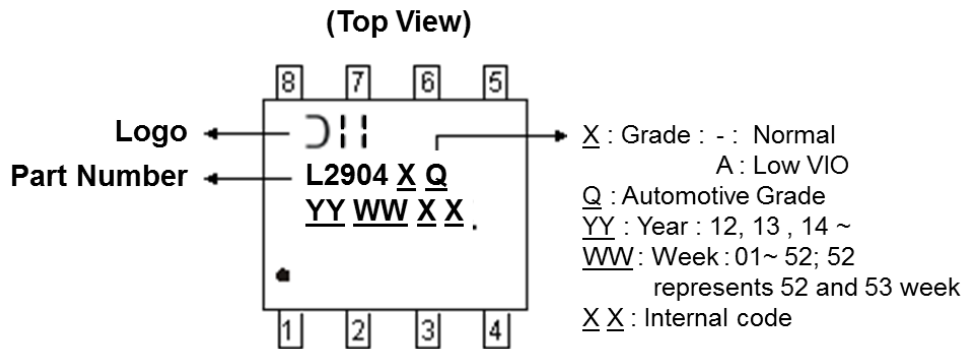 (Top View)
8 7 6 5
Logo
Part Number
L2904 X Q
YY WW X X .
1 2 3 4
X : Grade : - : Normal
A : Low VIO
Q : Automotive Grade
YY : Year : 12, 13 , 14 ~
WW : Week : 01~ 52; 52
represents 52 and 53 week
X X : Internal code